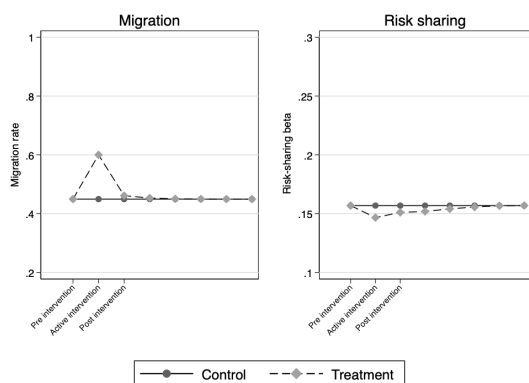 Migration
Risk sharing
Migration rate
1
.8
.6
.4
.2
Pre intervention
Active intervention
Post intervention
Risk-sharing beta
.3
.25
.2
.15
.1
Pre intervention
Active intervention
Post intervention
Control
Treatment